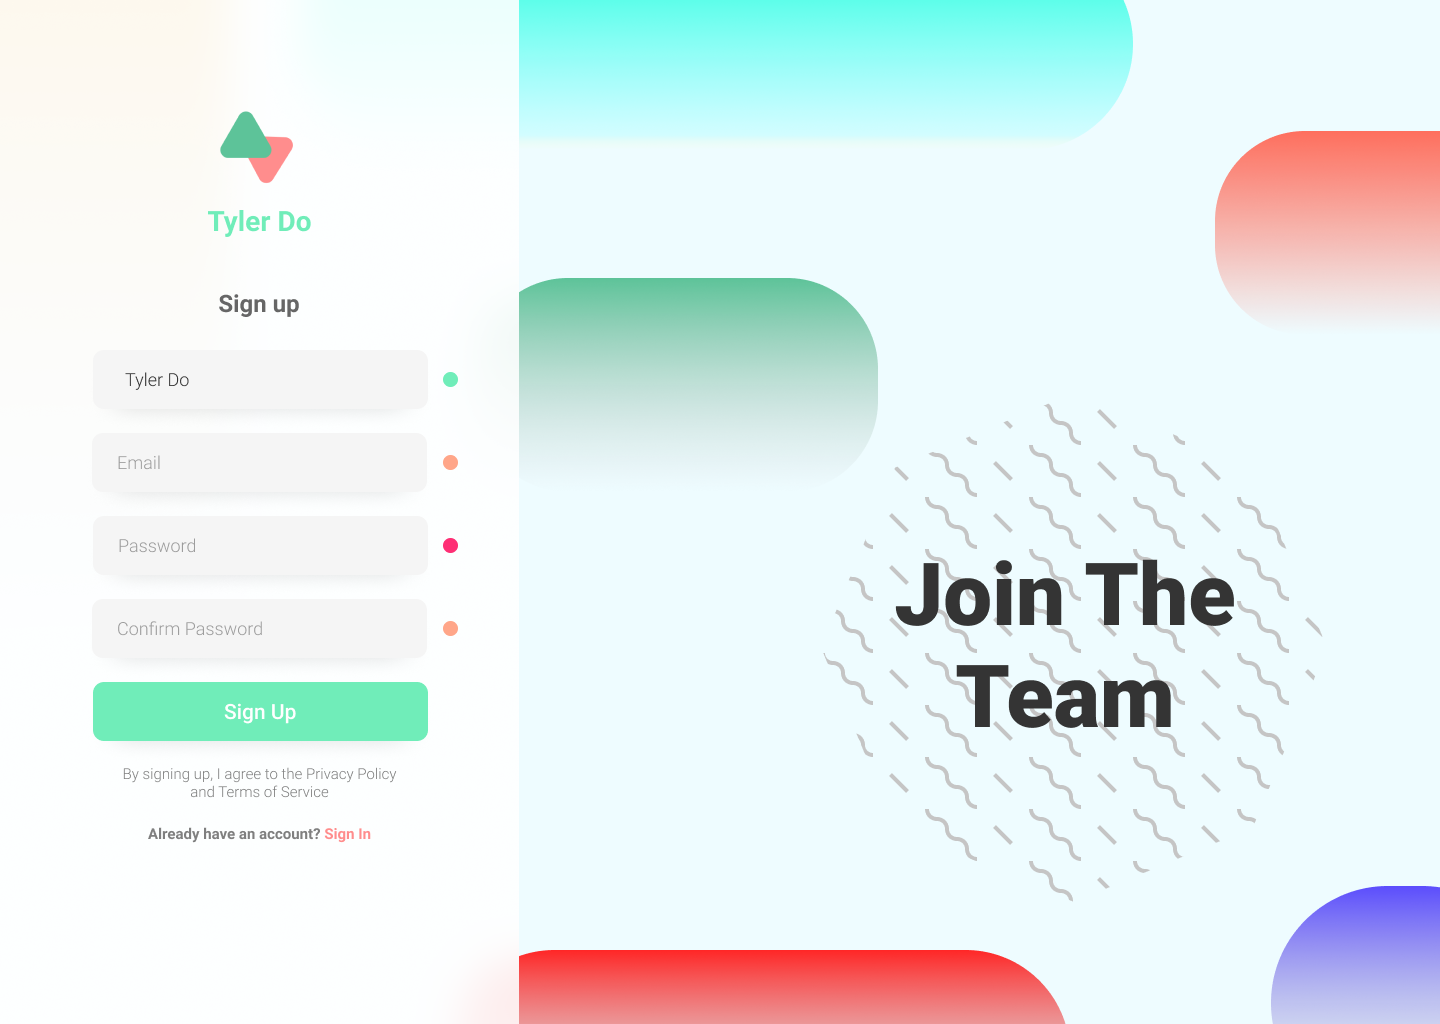 Tyler Do
Sign up
Tyler Do
Email
Password
Confirm Password
Sign Up
By signing up, I agree to the Privacy Policy
and Terms of Service
Already have an account? Sign In
Join The
Team